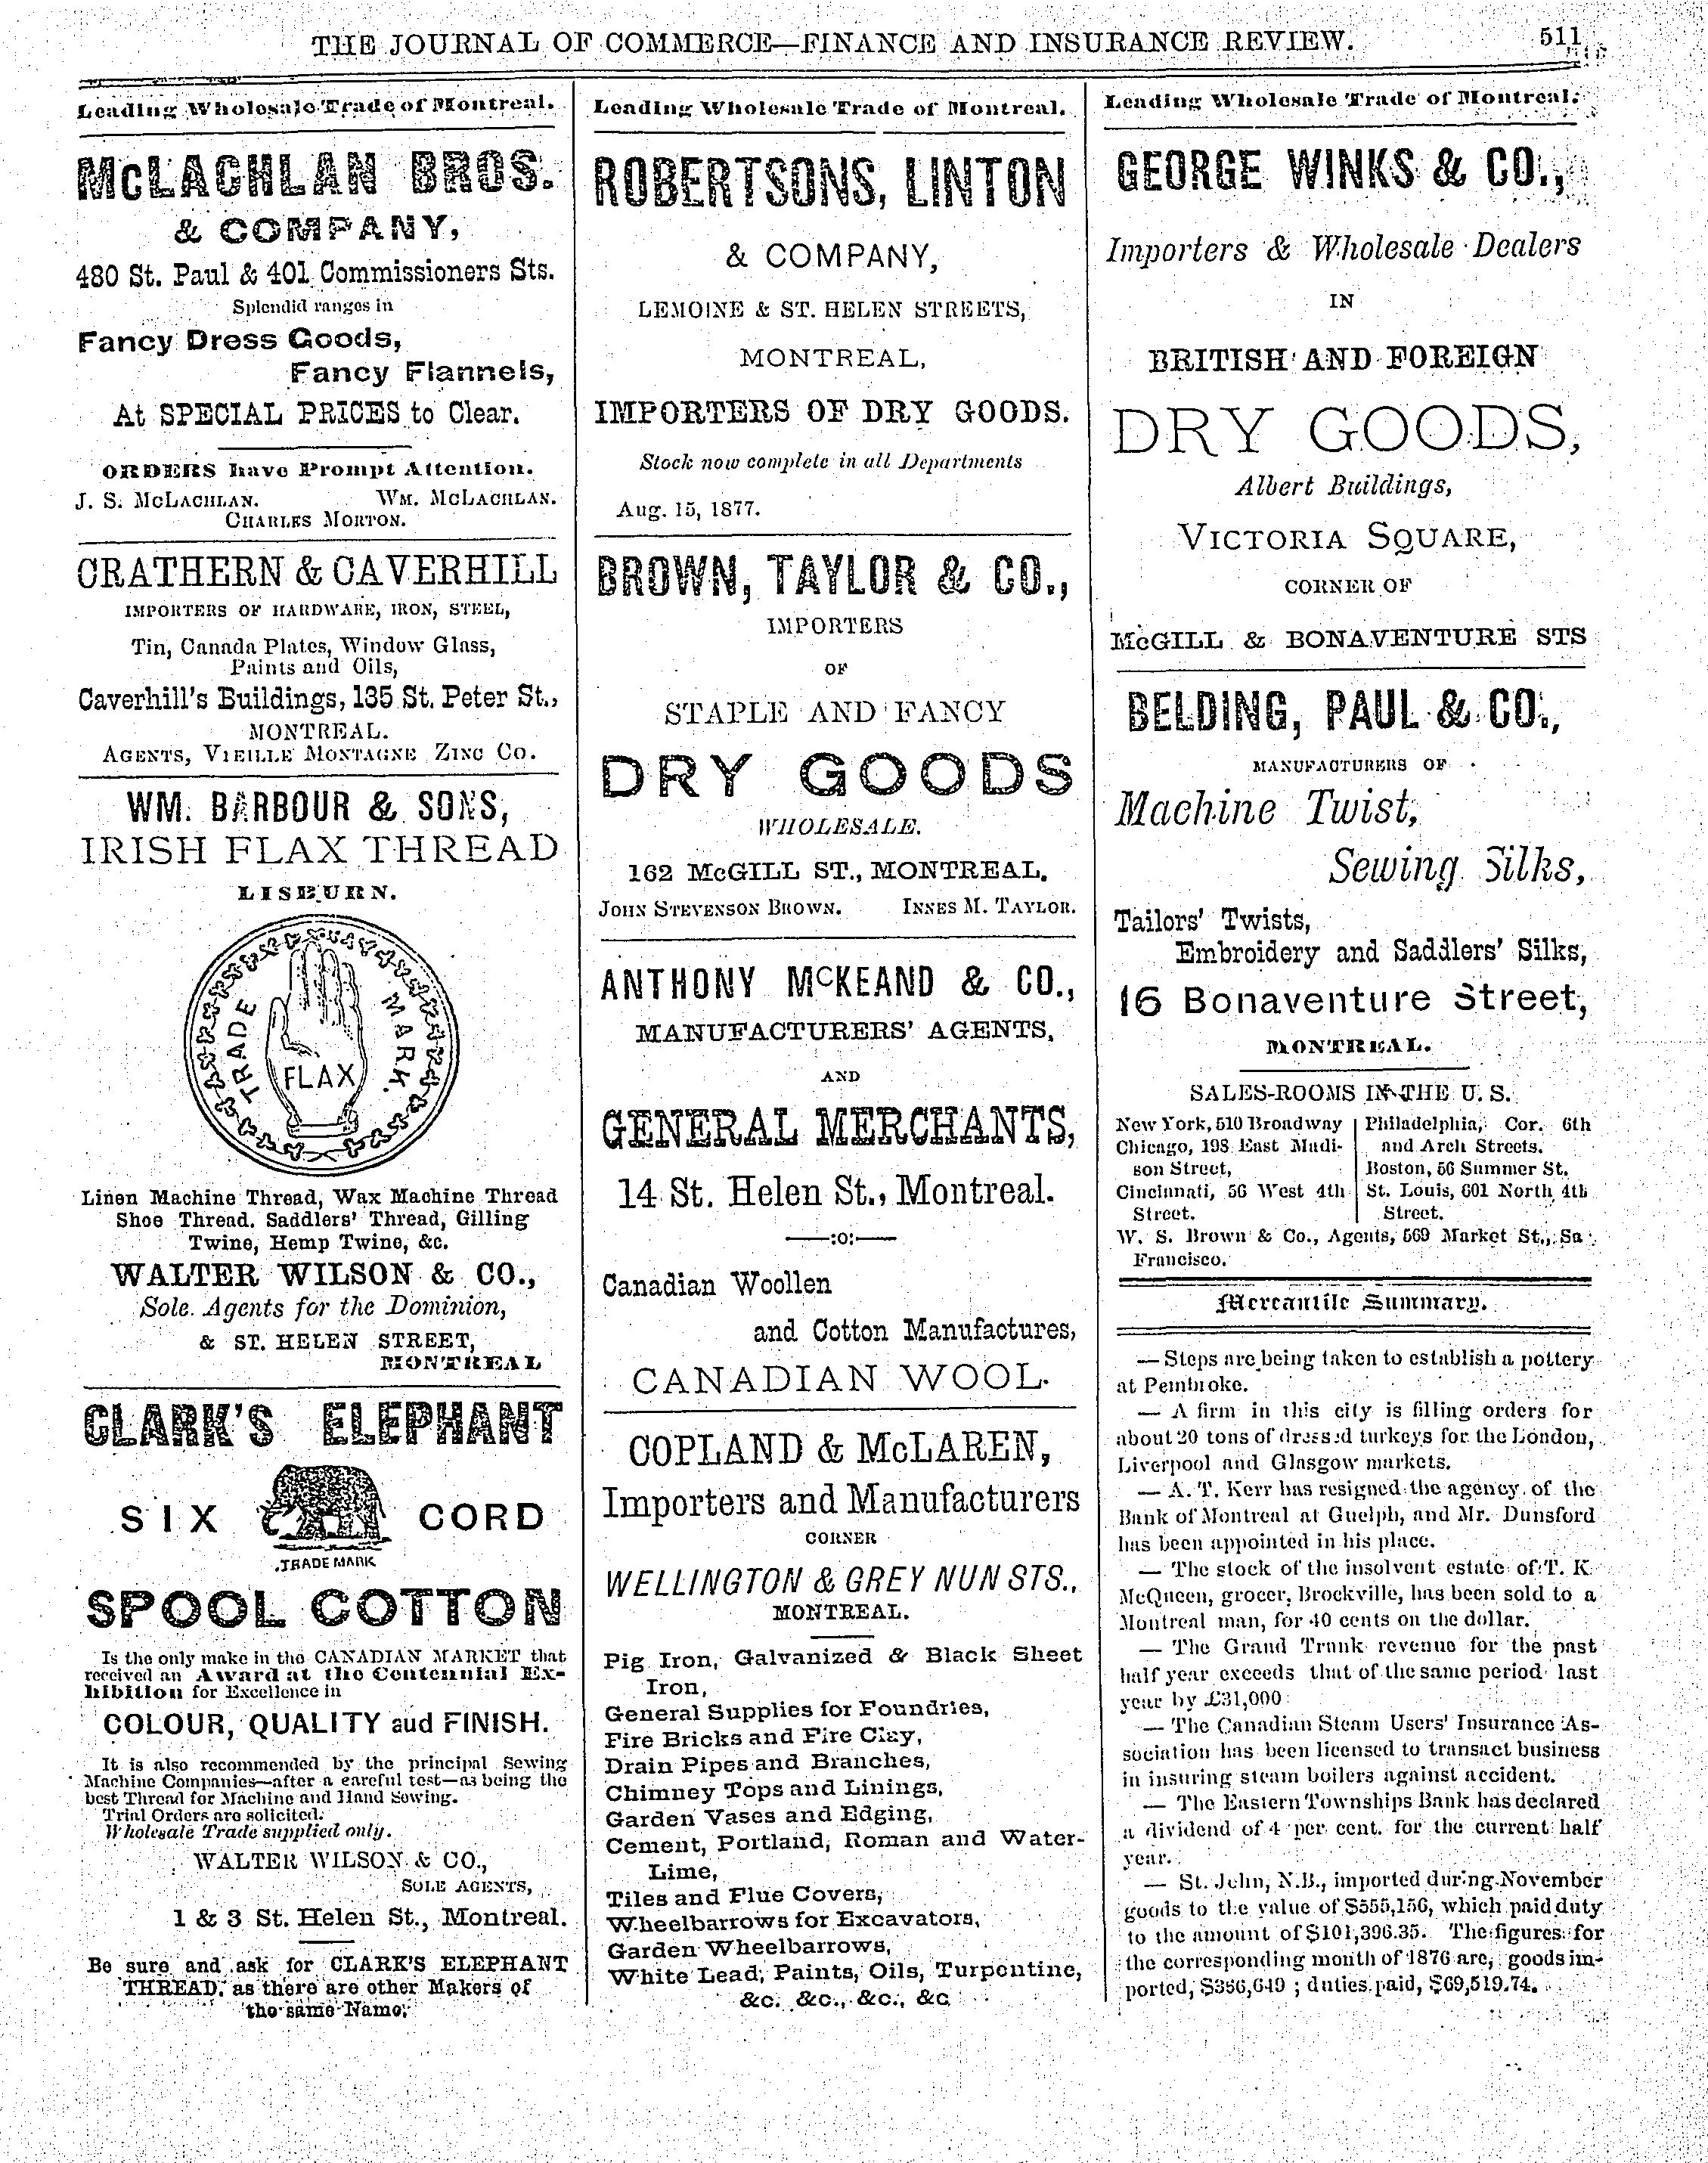 THE JOURNAL OF COMMERCE—FINANCE AND INSURANCE REVIEW.
511
Leading Wholesale Trade of Montreal.
McLACHLAN BROS.
& COMPANY,
480 St. Paul & 401 Commissioners Sts.
Splendid ranges in
Fancy Dress Goods,
Fancy Flannels,
At SPECIAL PRICES to Clear.
ORDERS have Prompt Attention.
J. S. McLACHLAN. WM. McLACHLAN.
CHARLES MORTON.
CRATHERN & CAVERHILL
IMPORTERS OF HARDWARE, IRON, STEEL,
Tin, Canada Plates, Window Glass,
Paints and Oils,
Caverhill's Buildings, 135 St. Peter St.,
MONTREAL.
AGENTS, VIEILLE MONTAGNE ZINC CO.
WM. BARBOUR & SONS,
IRISH FLAX THREAD
LISBURN.
TRADE MARK.
FLAX
Linen Machine Thread, Wax Machine Thread
Shoe Thread. Saddlers' Thread, Gilling
Twine, Hemp Twine, &c.
WALTER WILSON & CO.,
Sole Agents for the Dominion,
& ST. HELEN STREET,
MONTREAL
CLARK'S ELEPHANT
SIX CORD
TRADE MARK
SPOOL COTTON
Is the only make in the CANADIAN MARKET that
received an Award at the Centennial Ex-
hibition for Excellence in
COLOUR, QUALITY aud FINISH.
It is also recommended by the principal Sewing
Machine Companies—after a careful test—as being the
best Thread for Machine and Hand Sewing.
Trial Orders are solicited.
Wholesale Trade supplied only.
WALTER WILSON & CO.,
SOLE AGENTS,
1 & 3 St. Helen St., Montreal.
Be sure and ask for CLARK'S ELEPHANT
THREAD, as there are other Makers of
the same Name.
Leading Wholesale Trade of Montreal.
ROBERTSONS, LINTON
& COMPANY,
LEMOINE & ST. HELEN STREETS,
MONTREAL,
IMPORTERS OF DRY GOODS.
Stock now complete in all Departments
Aug. 15, 1877.
BROWN, TAYLOR & CO.,
IMPORTERS
OF
STAPLE AND FANCY
DRY GOODS
WHOLESALE.
162 McGILL ST., MONTREAL.
JOHN STEVENSON BROWN. INNES M. TAYLOR.
ANTHONY McKEAND & CO.,
MANUFACTURERS' AGENTS,
AND
GENERAL MERCHANTS,
14 St. Helen St., Montreal.
——:o:——
Canadian Woollen
and Cotton Manufactures,
CANADIAN WOOL.
COPLAND & McLAREN,
Importers and Manufacturers
CORNER
WELLINGTON & GREY NUN STS.,
MONTREAL.
Pig Iron, Galvanized & Black Sheet
Iron,
General Supplies for Foundries,
Fire Bricks and Fire Clay,
Drain Pipes and Branches,
Chimney Tops and Linings,
Garden Vases and Edging,
Cement, Portland, Roman and Water-
Lime,
Tiles and Flue Covers,
Wheelbarrows for Excavators,
Garden Wheelbarrows,
White Lead, Paints, Oils, Turpentine,
&c. &c., &c., &c
Leading Wholesale Trade of Montreal.
GEORGE WINKS & CO.,
Importers & Wholesale Dealers
IN
BRITISH AND FOREIGN
DRY GOODS,
Albert Buildings,
VICTORIA SQUARE,
CORNER OF
McGILL & BONAVENTURE STS
BELDING, PAUL & CO.,
MANUFACTURERS OF
Machine Twist,
Sewing Silks,
Tailors' Twists,
Embroidery and Saddlers' Silks,
16 Bonaventure Street,
MONTREAL.
SALES-ROOMS IN THE U. S.
New York, 510 Broadway
Chicago, 198 East Madi-
son Street,
Cincinnati, 56 West 4th
Street.
Philadelphia, Cor. 6th
and Arch Streets.
Boston, 56 Summer St.
St. Louis, 601 North 4th
Street.
W. S. Brown & Co., Agents, 569 Market St., Sa
Francisco.
Mercantile Summary.
— Steps are being taken to establish a pottery
at Pembroke.
— A firm in this city is filling orders for
about 20 tons of dressed turkeys for the London,
Liverpool and Glasgow markets.
— A. T. Kerr has resigned the agency of the
Bank of Montreal at Guelph, and Mr. Dunsford
has been appointed in his place.
— The stock of the insolvent estate of T. K.
McQueen, grocer, Brockville, has been sold to a
Montreal man, for 40 cents on the dollar.
— The Grand Trunk revenue for the past
half year exceeds that of the same period last
year by £31,000
— The Canadian Steam Users' Insurance As-
sociation has been licensed to transact business
in insuring steam boilers against accident.
— The Eastern Townships Bank has declared
a dividend of 4 per cent. for the current half
year.
— St. John, N.B., imported during November
goods to the value of $555,156, which paid duty
to the amount of $101,396.35. The figures for
the corresponding month of 1876 are, goods im-
ported, $356,649 ; duties paid, $69,519.74.